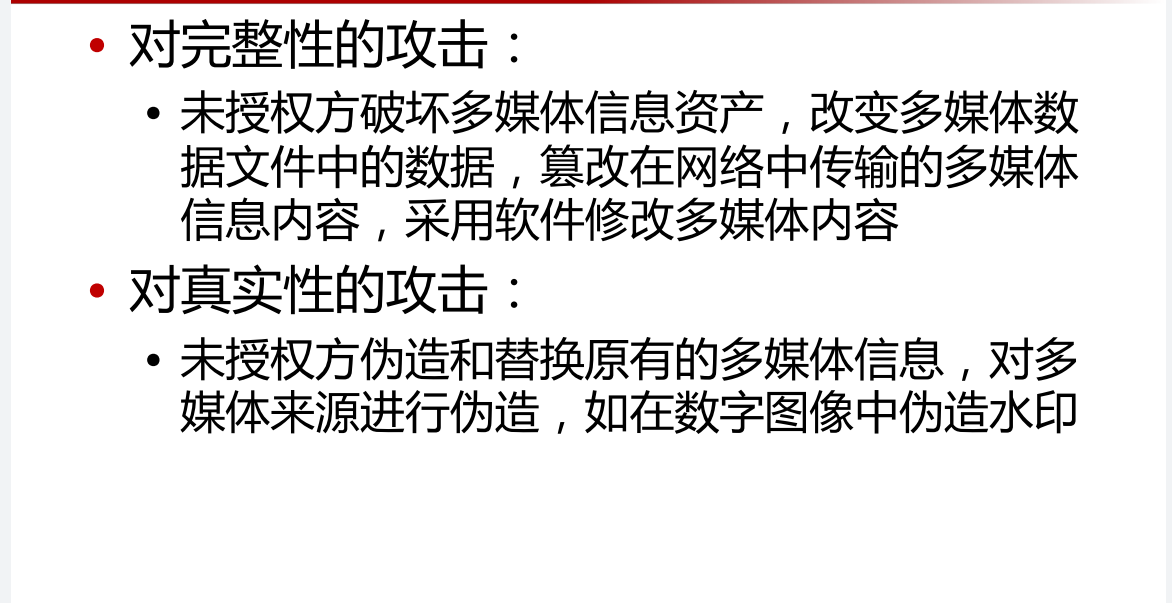 • 对完整性的攻击：
• 未授权方破坏多媒体信息资产，改变多媒体数
据文件中的数据，篡改在网络中传输的多媒体
信息内容，采用软件修改多媒体内容
• 对真实性的攻击：
• 未授权方伪造和替换原有的多媒体信息，对多
媒体来源进行伪造，如在数字图像中伪造水印